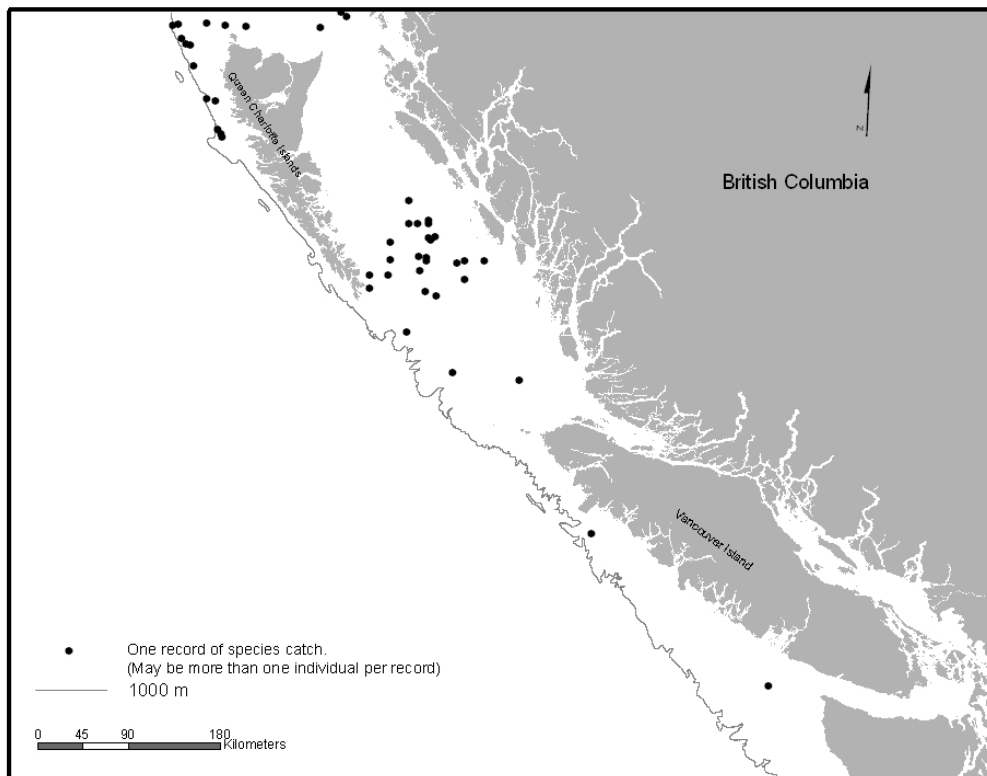 Queen Charlotte Islands
N
British Columbia
Vancouver Island
One record of species catch.
(May be more than one individual per record)
1000 m
0 45 90 180
Kilometers